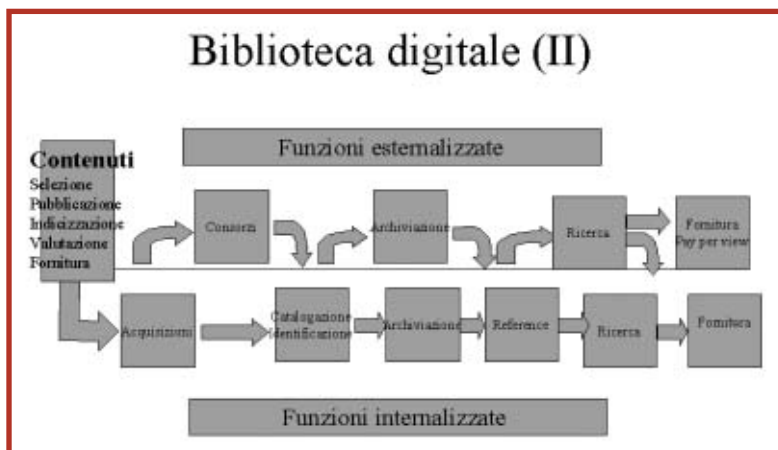 Biblioteca digitale (II)
Funzioni esternalizzate
Contenuti
Selezione
Pubblicazione
Indicizzazione
Valutazione
Fornitura
Consorzi
Archiviazione
Ricerca
Fornitura
Pay per view
Acquisizioni
Catalogazione
Identificazione
Archiviazione
Reference
Ricerca
Fornitura
Funzioni internalizzate